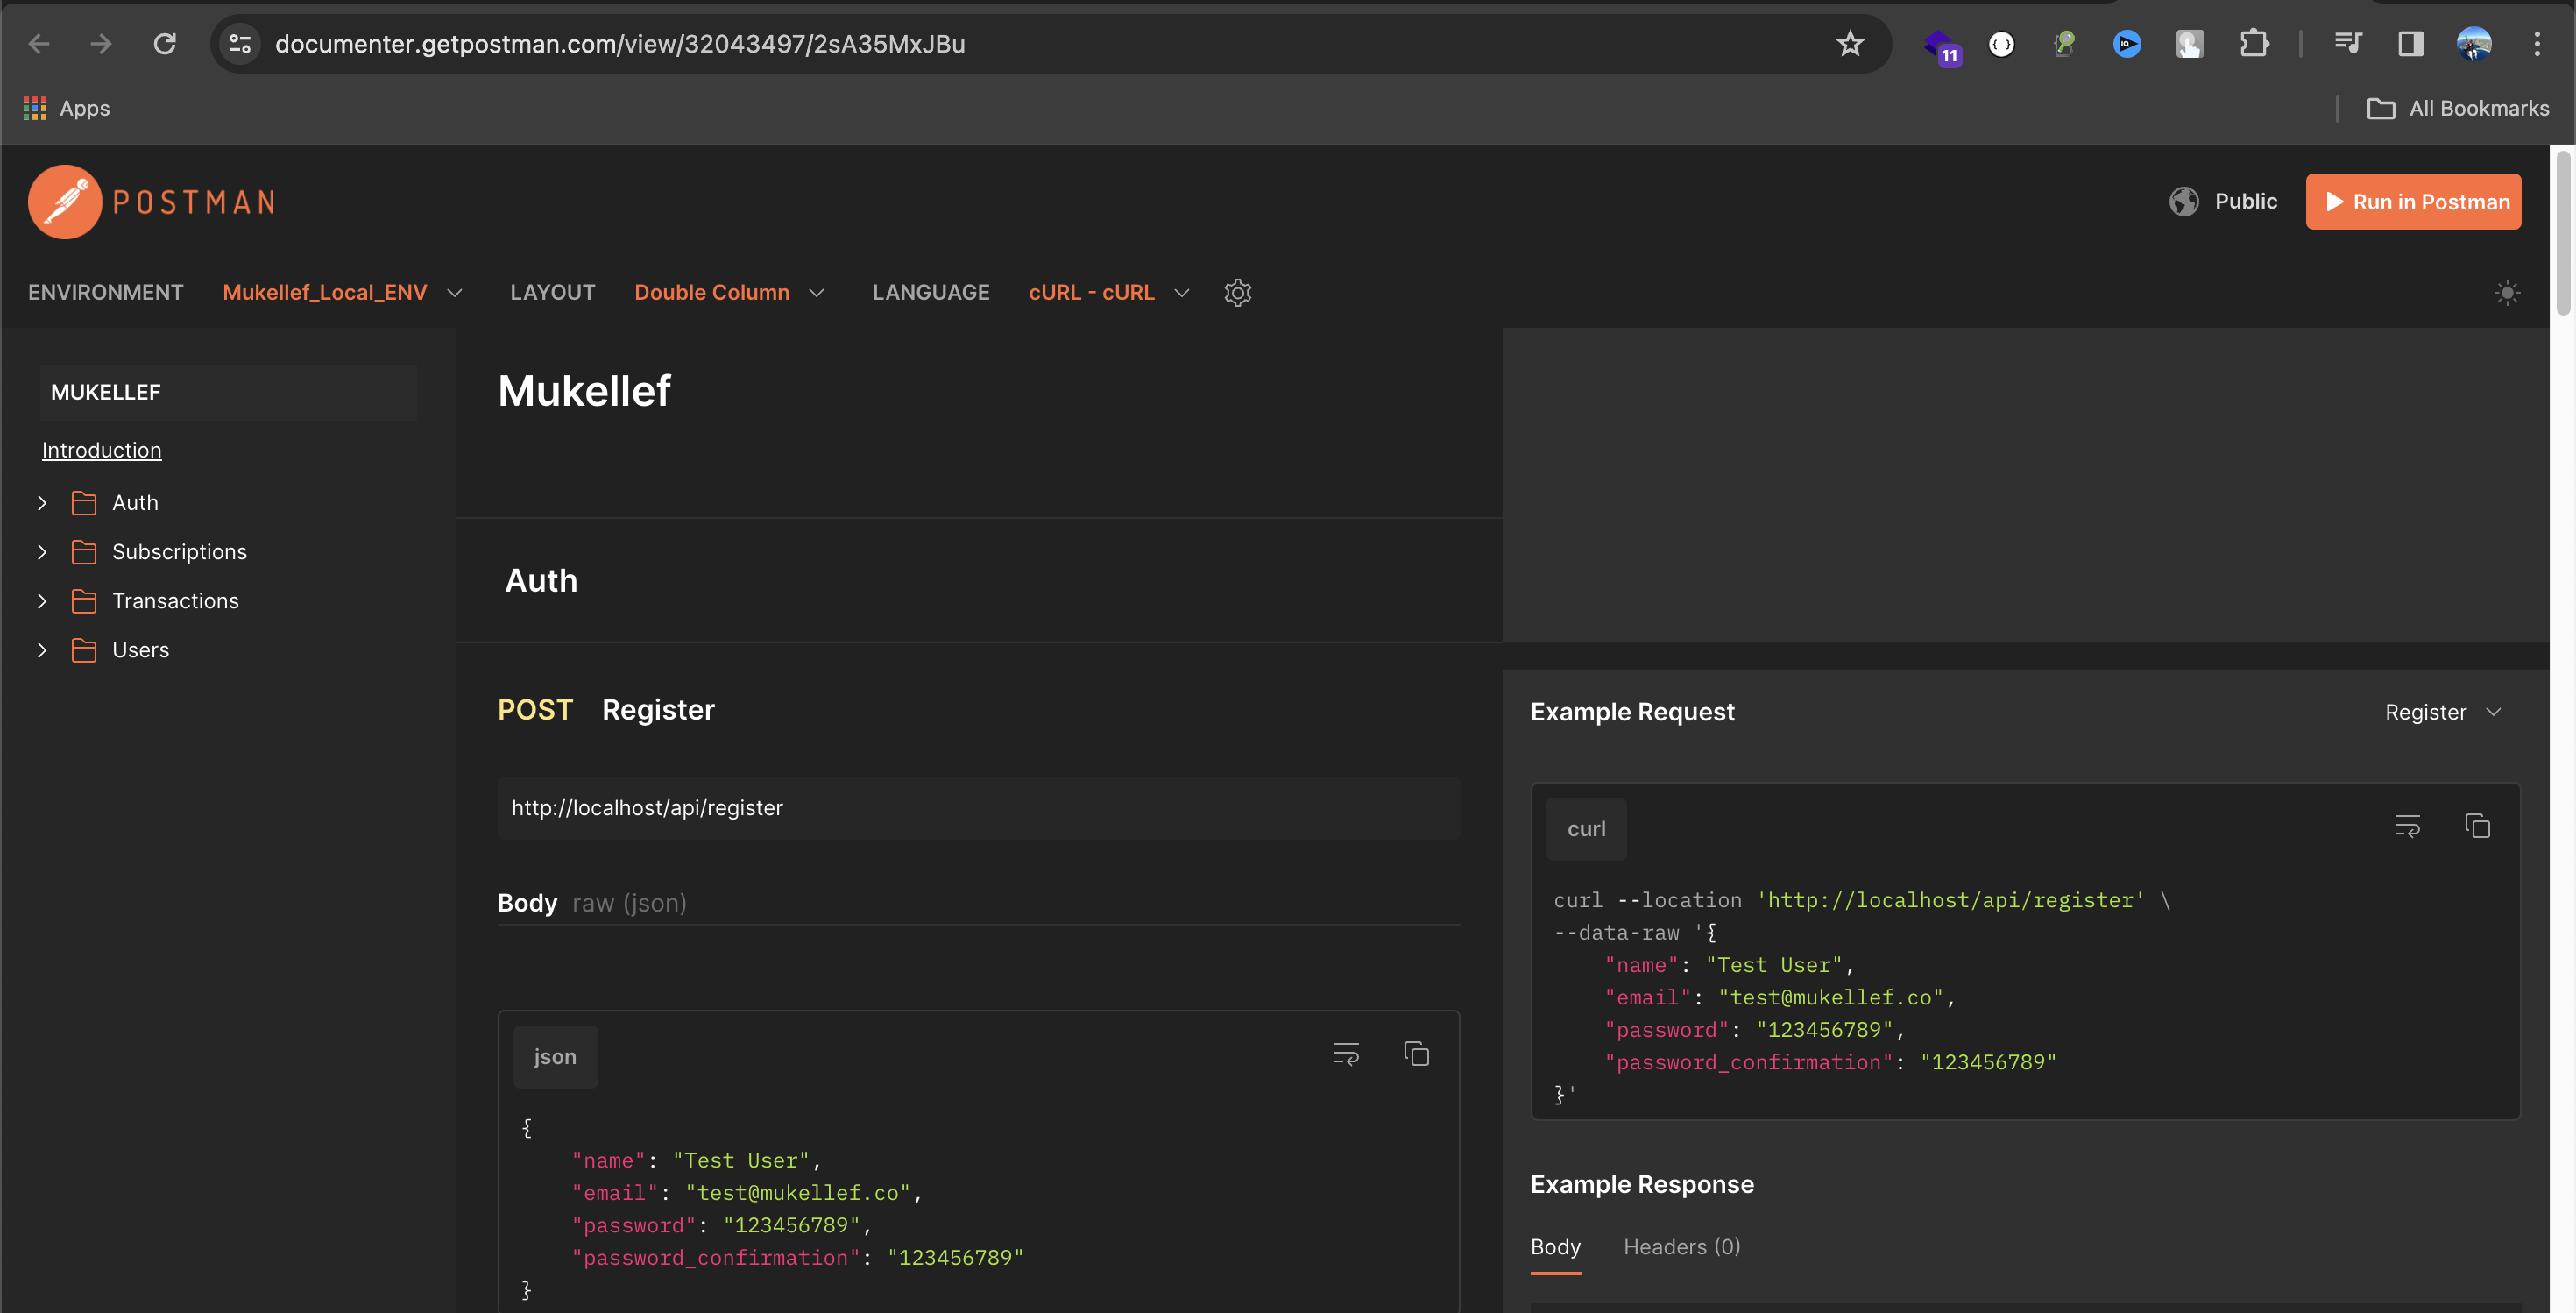 documenter.getpostman.com/view/32043497/2sA35MxJBu
11
Apps
All Bookmarks
POSTMAN
Public
Run in Postman
ENVIRONMENT Mukellef_Local_ENV LAYOUT Double Column LANGUAGE cURL - cURL
MUKELLEF
Introduction
Auth
Subscriptions
Transactions
Users
Mukellef
Auth
POST Register
http://localhost/api/register
Body raw (json)
json
{
    "name": "Test User",
    "email": "test@mukellef.co",
    "password": "123456789",
    "password_confirmation": "123456789"
}
Example Request
Register
curl
curl --location 'http://localhost/api/register' \
--data-raw '{
    "name": "Test User",
    "email": "test@mukellef.co",
    "password": "123456789",
    "password_confirmation": "123456789"
}'
Example Response
Body Headers (0)